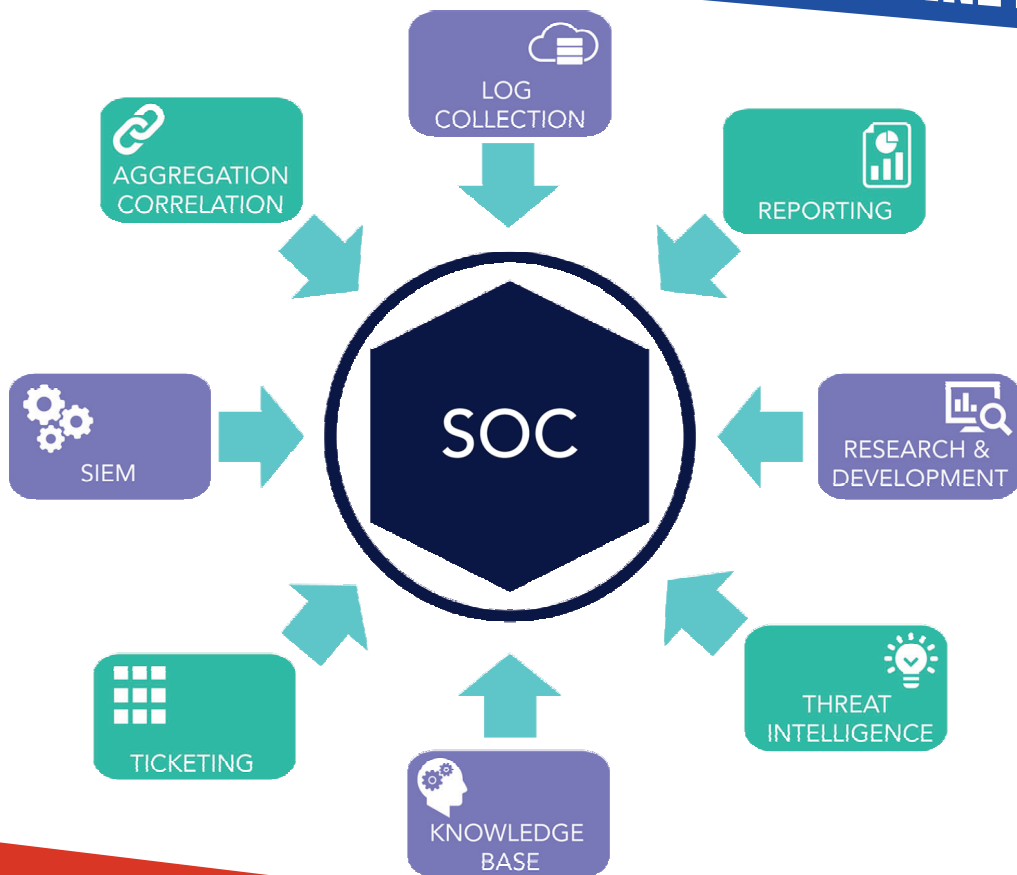 LOG
COLLECTION
AGGREGATION
CORRELATION
REPORTING
SIEM
SOC
RESEARCH &
DEVELOPMENT
TICKETING
THREAT
INTELLIGENCE
KNOWLEDGE
BASE